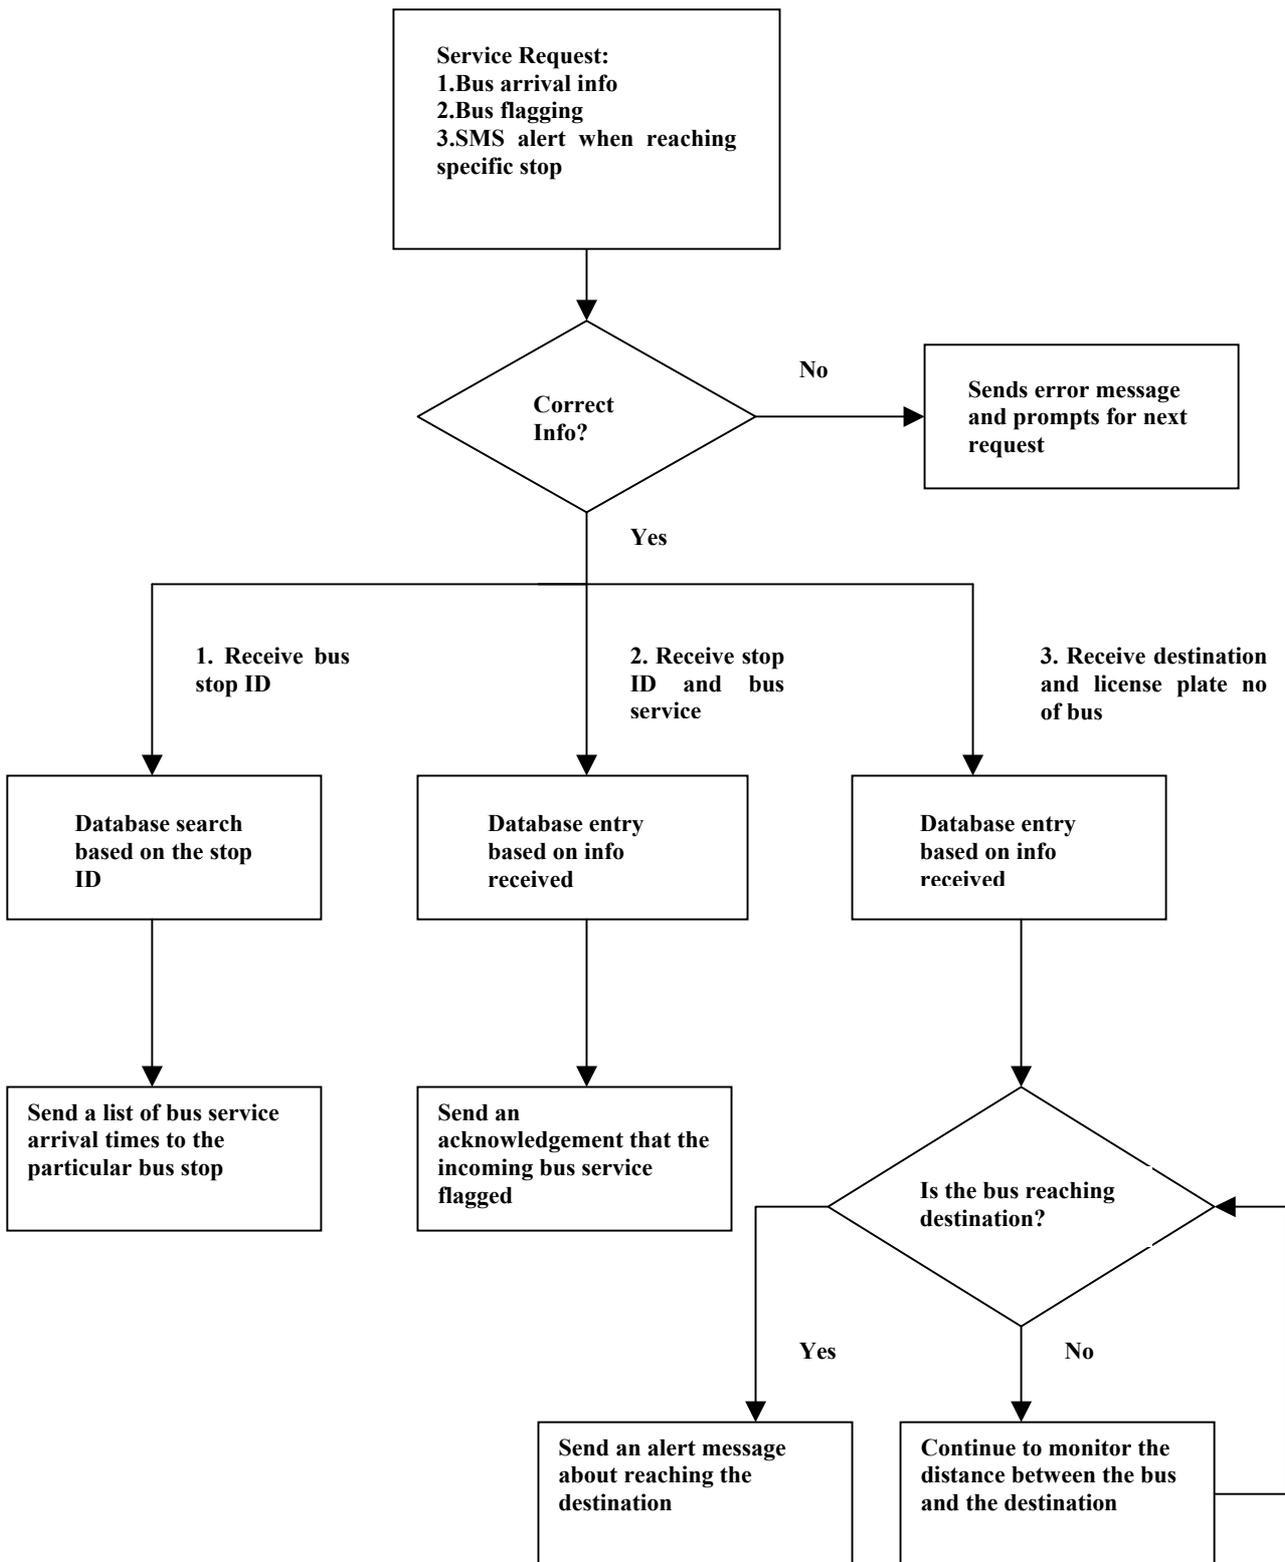 Service Request:
1.Bus arrival info
2.Bus flagging
3.SMS alert when reaching
specific stop
Correct
Info?
No
Sends error message
and prompts for next
request
Yes
1. Receive bus
stop ID
2. Receive stop
ID and bus
service
3. Receive destination
and license plate no
of bus
Database search
based on the stop
ID
Database entry
based on info
received
Database entry
based on info
received
Send a list of bus service
arrival times to the
particular bus stop
Send an
acknowledgement that the
incoming bus service
flagged
Is the bus reaching
destination?
Yes
No
Send an alert message
about reaching the
destination
Continue to monitor the
distance between the bus
and the destination